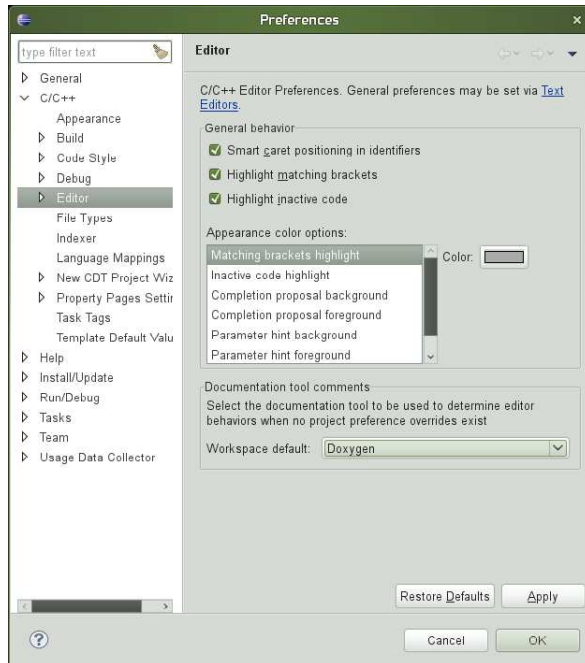 Preferences
type filter text
General
C/C++
Appearance
Build
Code Style
Debug
Editor
File Types
Indexer
Language Mappings
New CDT Project Wiz
Property Pages Settin
Task Tags
Template Default Valu
Help
Install/Update
Run/Debug
Tasks
Team
Usage Data Collector
Editor
C/C++ Editor Preferences. General preferences may be set via Text
Editors.
General behavior
Smart caret positioning in identifiers
Highlight matching brackets
Highlight inactive code
Appearance color options:
Matching brackets highlight
Inactive code highlight
Completion proposal background
Completion proposal foreground
Parameter hint background
Parameter hint foreground
Color:
Documentation tool comments
Select the documentation tool to be used to determine editor
behaviors when no project preference overrides exist
Workspace default: Doxygen
Restore Defaults
Apply
Cancel
OK